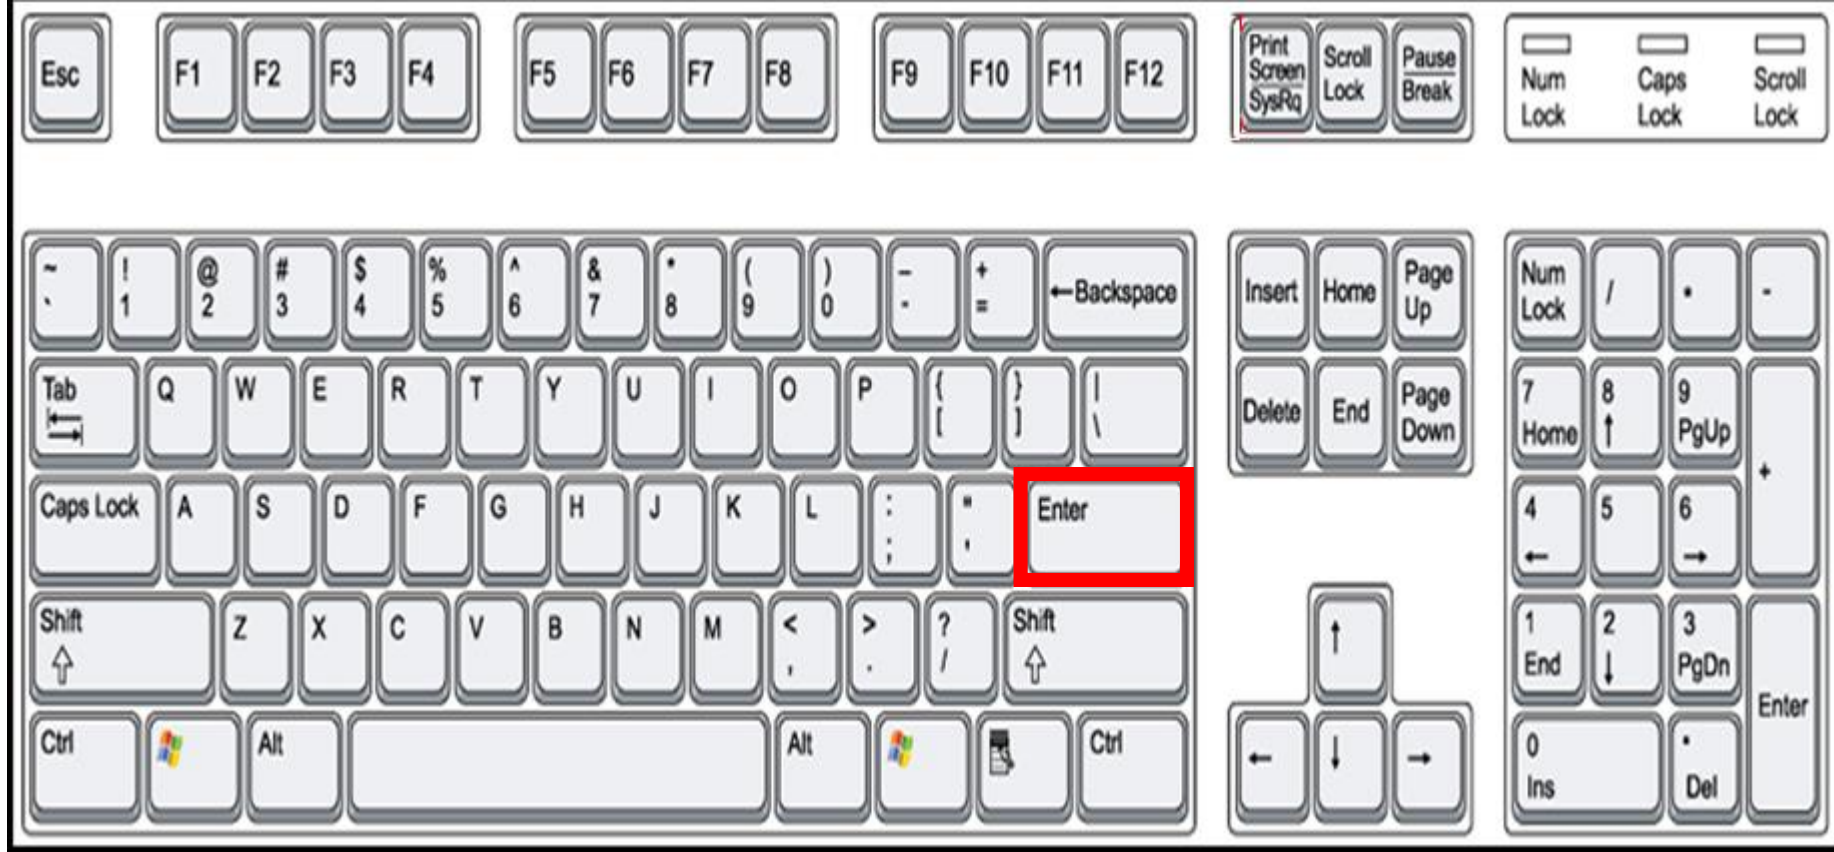 Esc F1 F2 F3 F4 F5 F6 F7 F8 F9 F10 F11 F12
Print
Screen
SysRq
Scroll
Lock
Pause
Break
Num
Lock
Caps
Lock
Scroll
Lock
~
`
!
1
@
2
#
3
$
4
%
5
^
6
&
7
*
8
(
9
)
0
–
-
+
=
←Backspace
Insert Home
Page
Up
Num
Lock
/
•
-
Tab
Q W E R T Y U I O P
{
[
}
]
|
\
Delete End
Page
Down
7
Home
8
↑
9
PgUp
+
Caps Lock A S D F G H J K L
:
;
"
'
Enter
4
←
5
6
→
Shift
⇧
Z X C V B N M
<
,
>
.
?
/
Shift
⇧
↑
1
End
2
↓
3
PgDn
Enter
Ctrl Alt Alt Ctrl
← ↓ →
0
Ins
•
Del